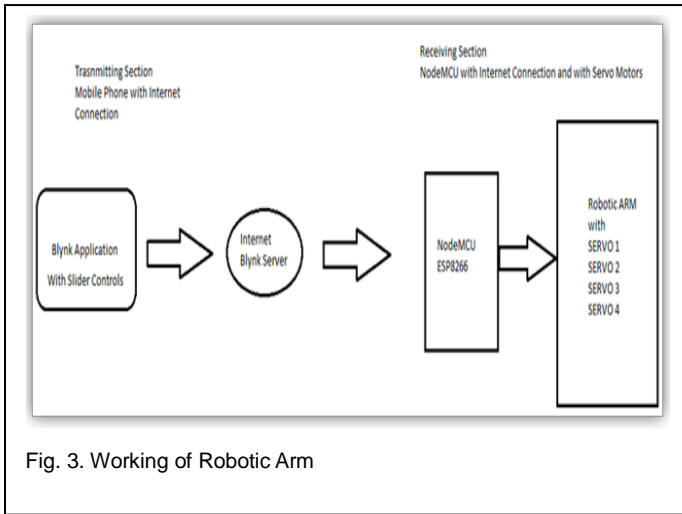 Trasnmitting Section
Mobile Phone with Internet
Connection
Receiving Section
NodeMCU with Internet Connection and with Servo Motors
Blynk Application
With Slider Controls
Internet
Blynk Server
NodeMCU
ESP8266
Robotic ARM
with
SERVO 1
SERVO 2
SERVO 3
SERVO 4
Fig. 3. Working of Robotic Arm